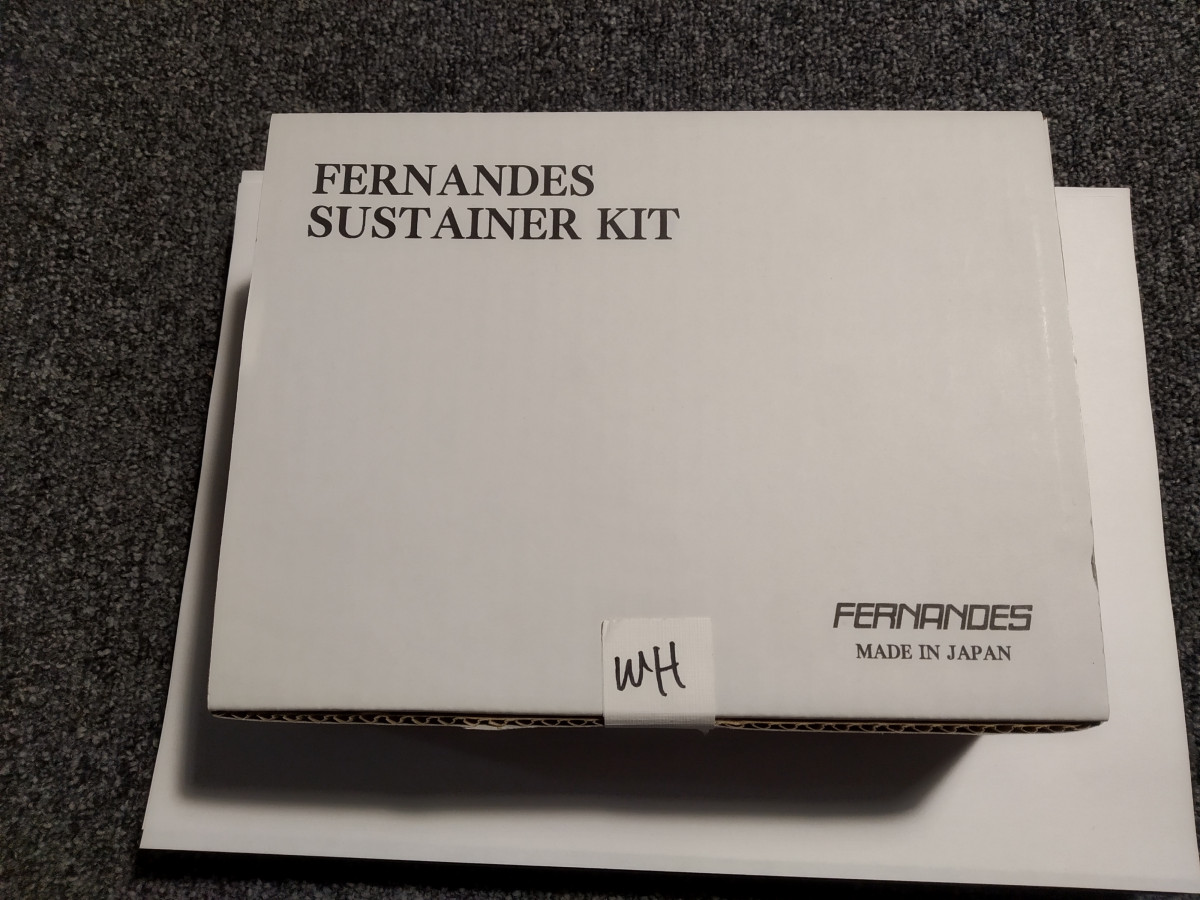 FERNANDES
SUSTAINER KIT
FERNANDES
MADE IN JAPAN
WH